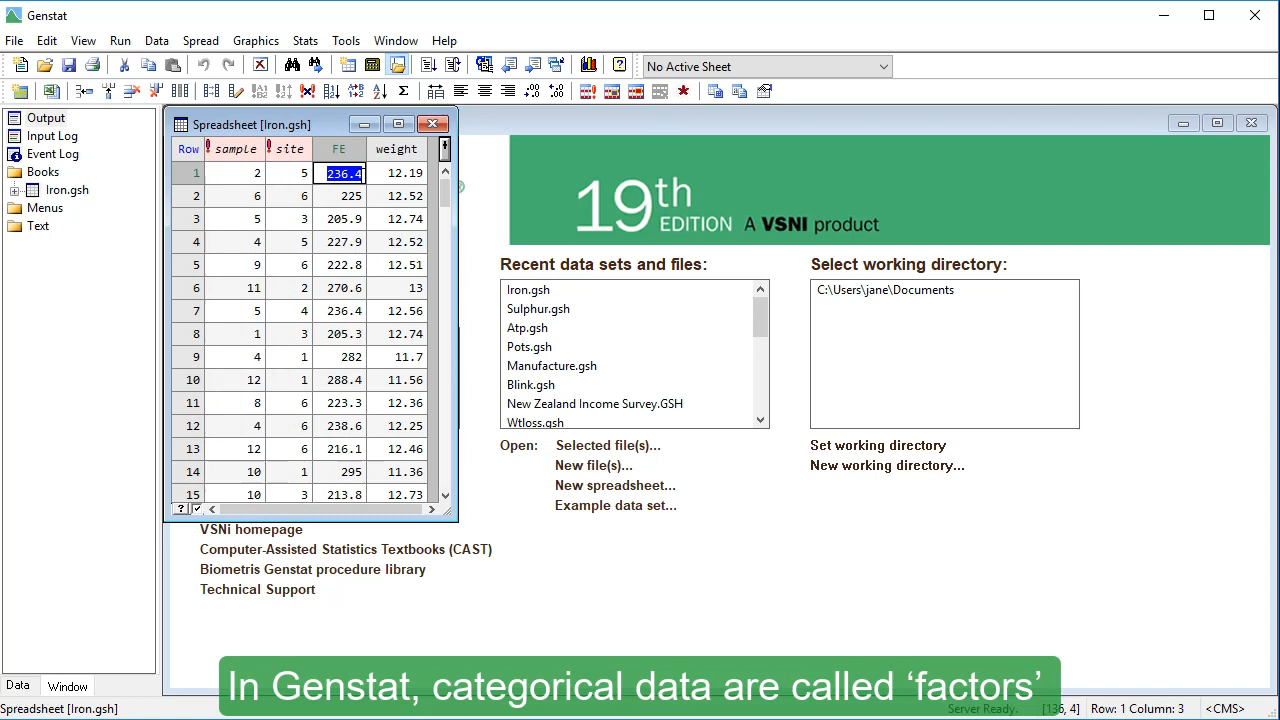 Genstat
File Edit View Run Data Spread Graphics Stats Tools Window Help
No Active Sheet
Output
Input Log
Event Log
Books
Iron.gsh
Menus
Text
Spreadsheet [Iron.gsh]
Row sample site FE weight
1 2 5 236.4 12.19
2 6 6 225 12.52
3 5 3 205.9 12.74
4 4 5 227.9 12.52
5 9 6 222.8 12.51
6 11 2 270.6 13
7 5 4 236.4 12.56
8 1 3 205.3 12.74
9 4 1 282 11.7
10 12 1 288.4 11.56
11 8 6 223.3 12.36
12 4 6 238.6 12.25
13 12 6 216.1 12.46
14 10 1 295 11.36
15 10 3 213.8 12.73
19th EDITION A VSNI product
Recent data sets and files:
Iron.gsh
Sulphur.gsh
Atp.gsh
Pots.gsh
Manufacture.gsh
Blink.gsh
New Zealand Income Survey.GSH
Wtloss.gsh
Open: Selected file(s)...
New file(s)...
New spreadsheet...
Example data set...
Select working directory:
C:\Users\jane\Documents
Set working directory
New working directory...
VSNi homepage
Computer-Assisted Statistics Textbooks (CAST)
Biometris Genstat procedure library
Technical Support
In Genstat, categorical data are called ‘factors’
Data Window
Spreadsheet [Iron.gsh] Server Ready. [136, 4] Row: 1 Column: 3 <CMS>